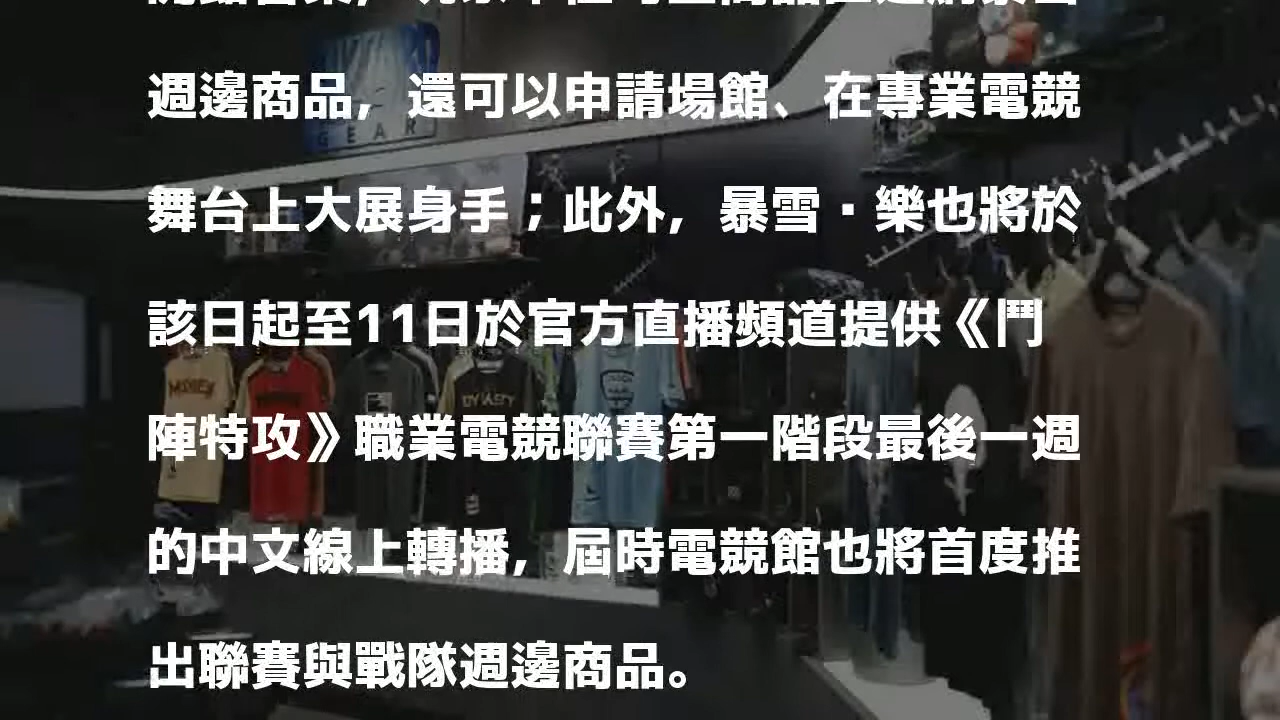 週邊商品，還可以申請場館、在專業電競
舞台上大展身手；此外，暴雪·樂也將於
該日起至11日於官方直播頻道提供《鬥
陣特攻》職業電競聯賽第一階段最後一週
的中文線上轉播，屆時電競館也將首度推
出聯賽與戰隊週邊商品。
GEAR
DYNASTY